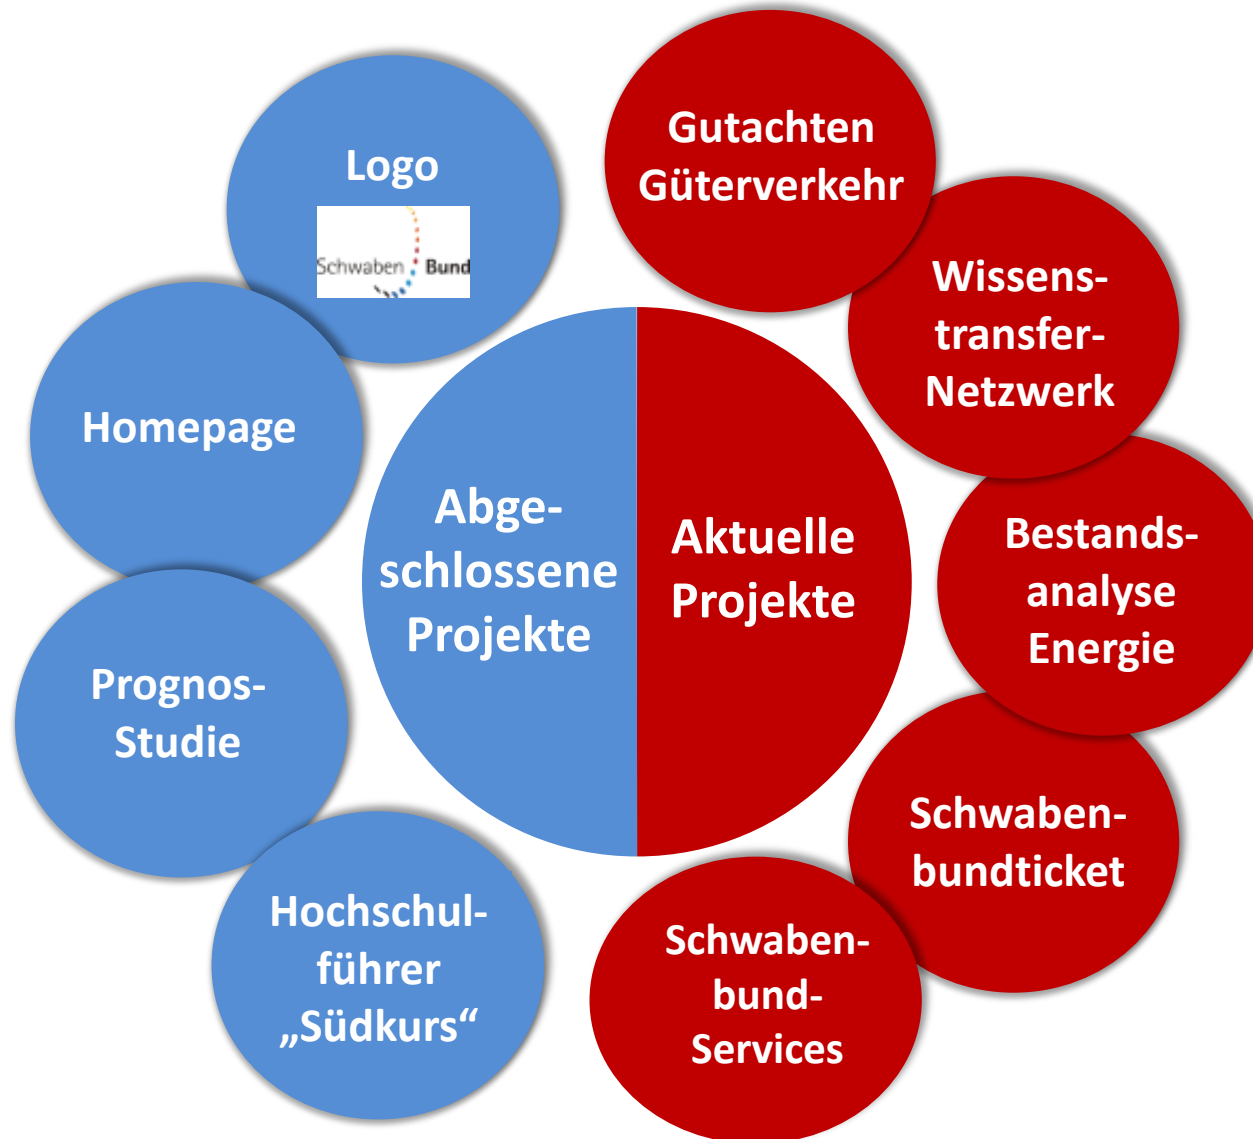 Logo
Schwaben Bund
Homepage
Prognos-
Studie
Hochschul-
führer
„Südkurs“
Abge-
schlossene
Projekte
Aktuelle
Projekte
Gutachten
Güterverkehr
Wissens-
transfer-
Netzwerk
Bestands-
analyse
Energie
Schwaben-
bundticket
Schwaben-
bund-
Services